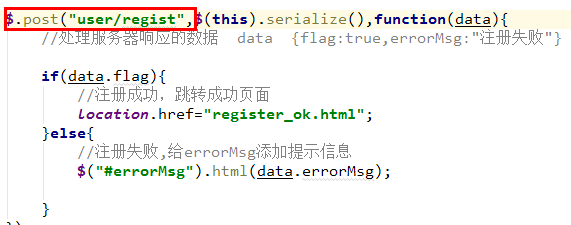 $.post("user/regist",$(this).serialize(),function(data){
//处理服务器响应的数据  data  {flag:true,errorMsg:"注册失败"}
if(data.flag){
//注册成功，跳转成功页面
location.href="register_ok.html";
}else{
//注册失败,给errorMsg添加提示信息
$("#errorMsg").html(data.errorMsg);
}